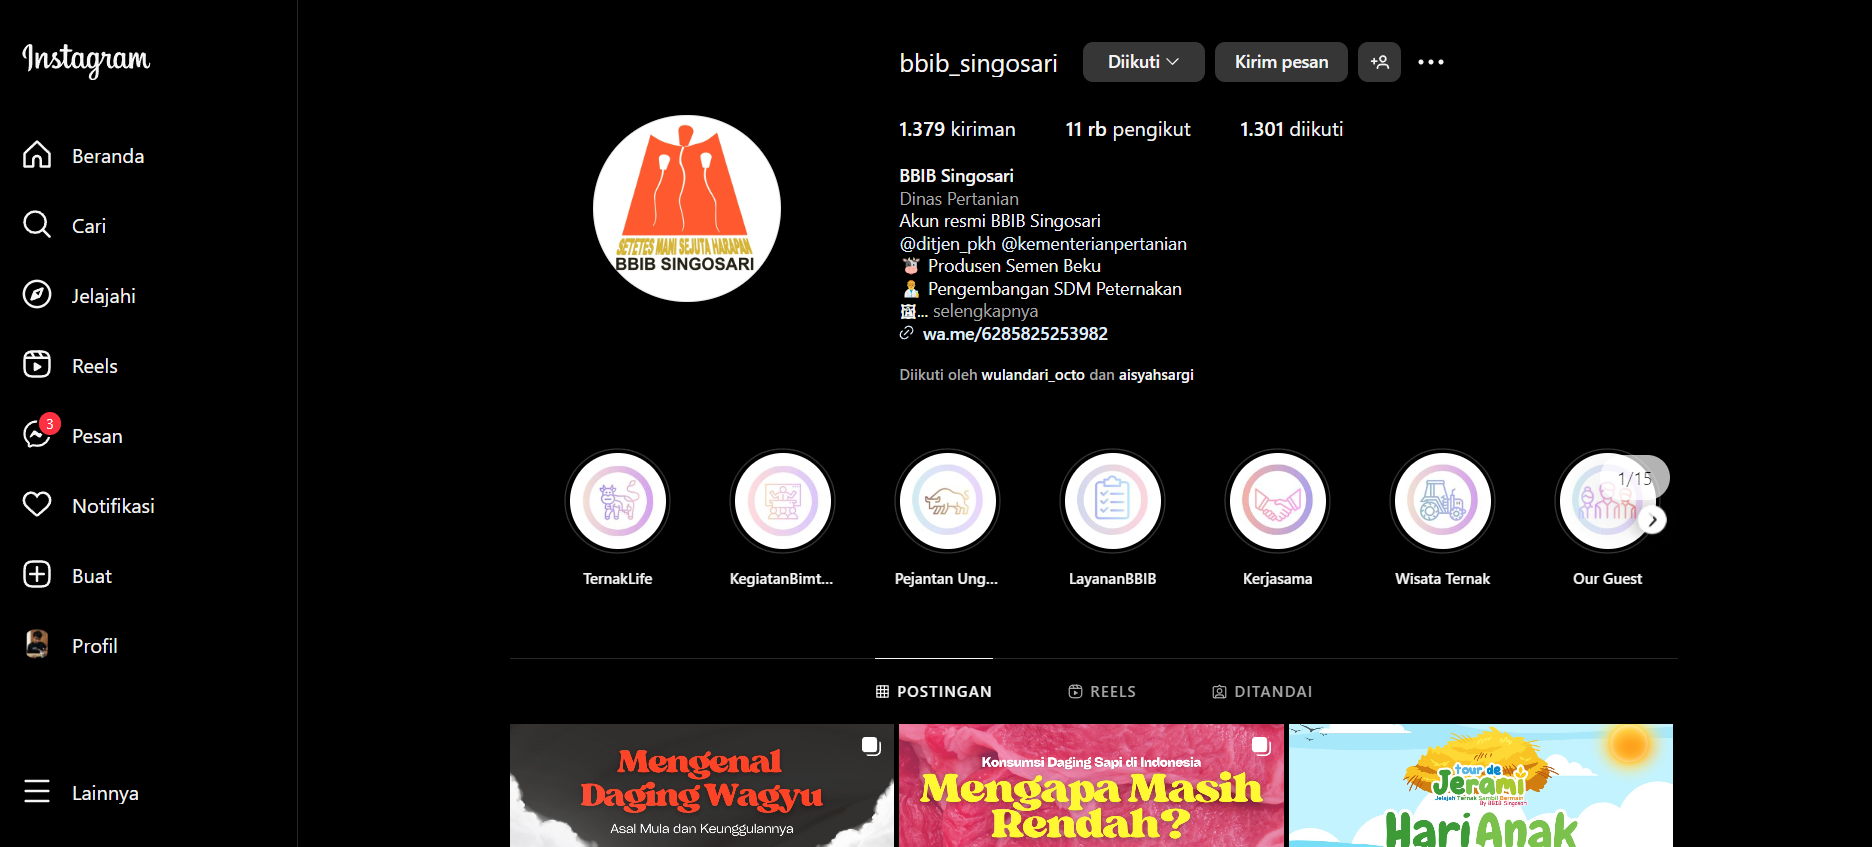 Instagram
Beranda
Cari
Jelajahi
Reels
3
Pesan
Notifikasi
Buat
Profil
Lainnya
bbib_singosari
Diikuti
Kirim pesan
1.379 kiriman
11 rb pengikut
1.301 diikuti
SETETES MANI SEJUTA HARAPAN
BBIB SINGOSARI
BBIB Singosari
Dinas Pertanian
Akun resmi BBIB Singosari
@ditjen_pkh @kementerianpertanian
🐮 Produsen Semen Beku
Pengembangan SDM Peternakan
... selengkapnya
wa.me/6285825253982
Diikuti oleh wulandari_octo dan aisyahsargi
1/15
TernakLife
KegiatanBimt...
Pejantan Ung...
LayananBBIB
Kerjasama
Wisata Ternak
Our Guest
POSTINGAN
REELS
DITANDAI
Mengenal
Daging Wagyu
Asal Mula dan Keunggulannya
Konsumsi Daging Sapi di Indonesia
Mengapa Masih
Rendah?
tour de
Jerami
Jelajah Ternak Sambil Bermain
By BBIB Singosari
Hari Anak